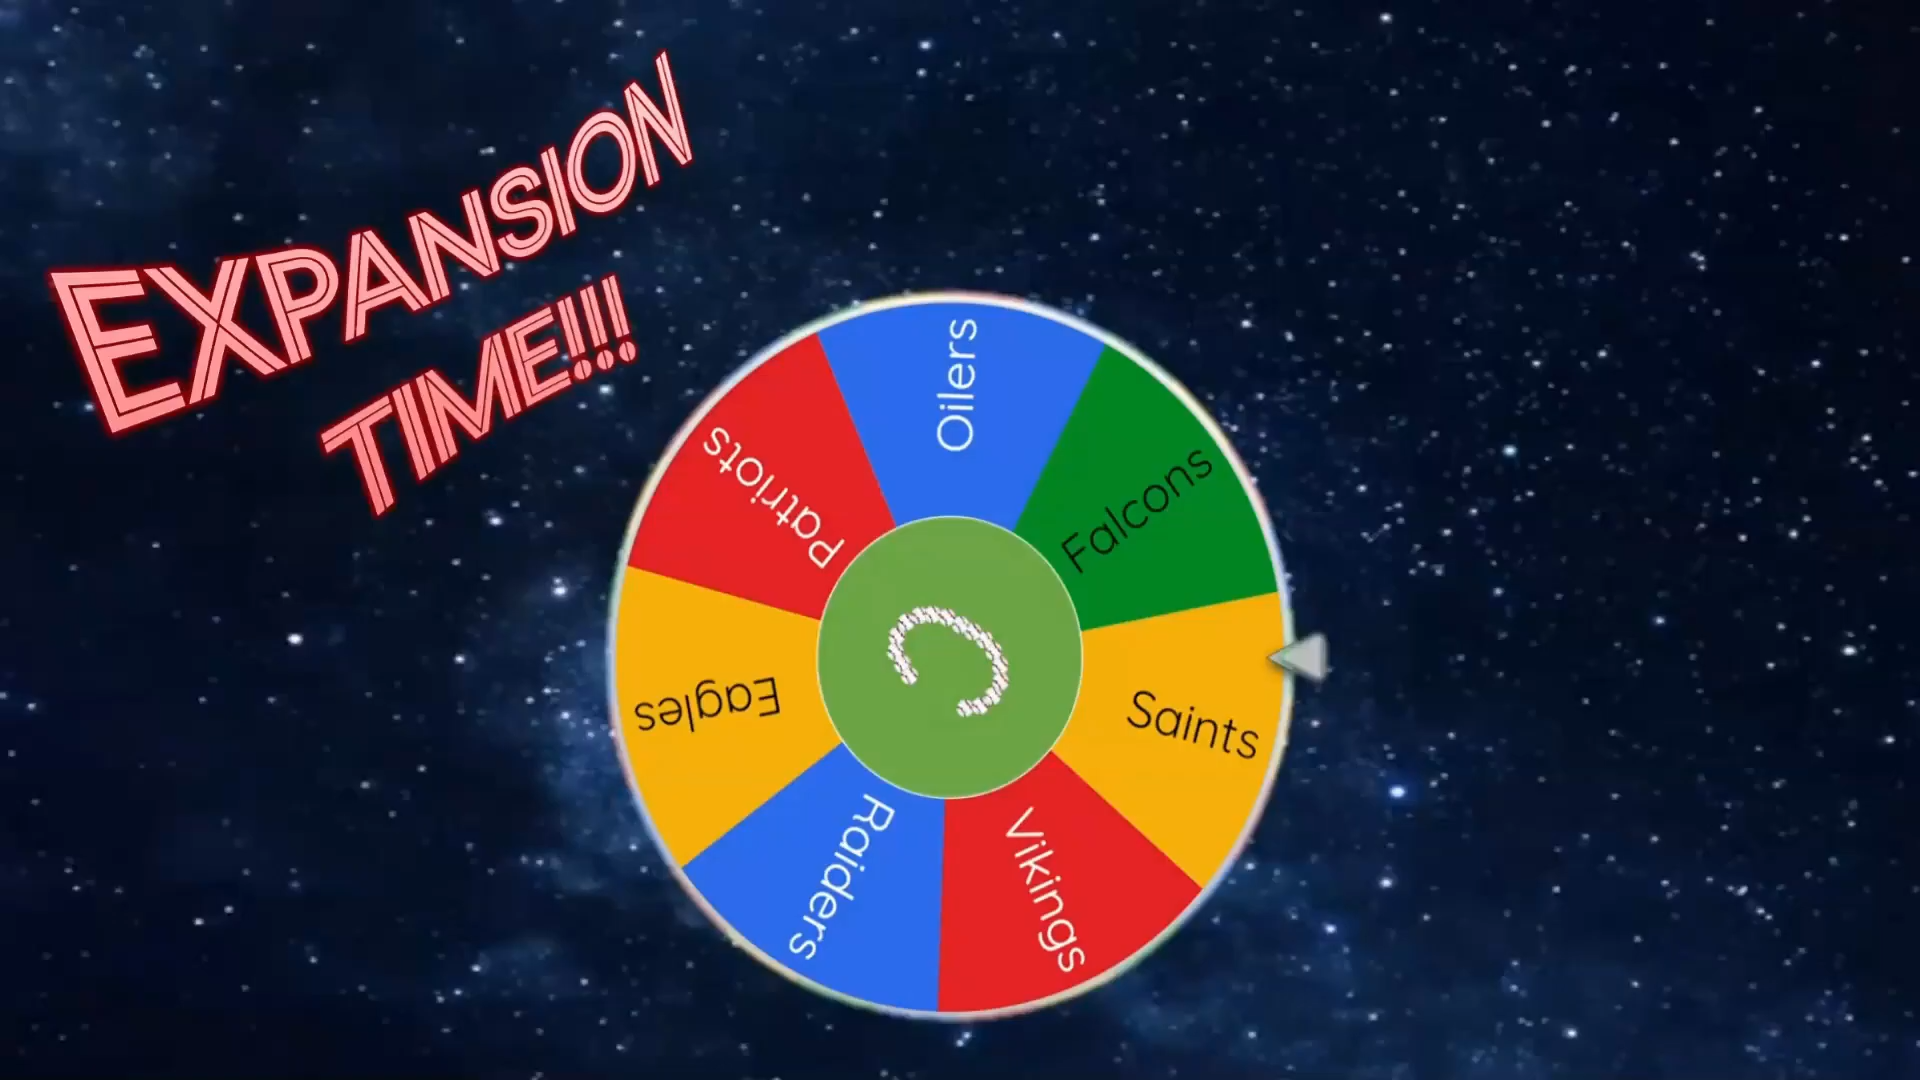 EXPANSION
TIME!!!
Oilers
Falcons
Saints
Vikings
Raiders
Eagles
Patriots